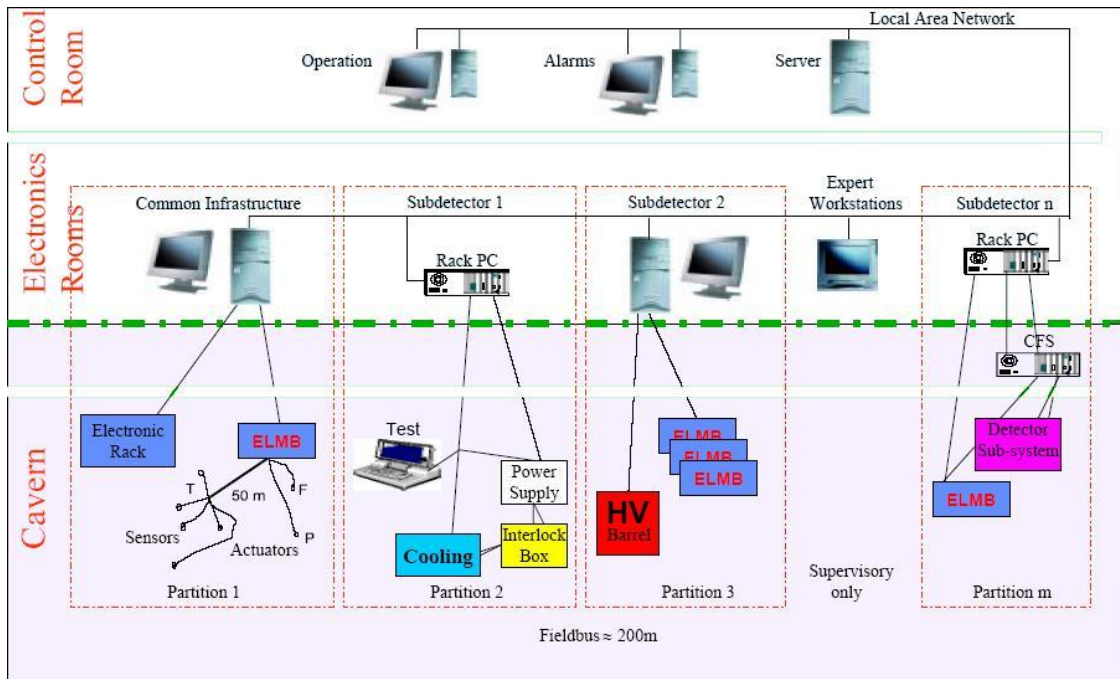 Control
Room
Local Area Network
Operation
Alarms
Server
Electronics
Rooms
Common Infrastructure
Subdetector 1
Subdetector 2
Expert
Workstations
Subdetector n
Rack PC
Rack PC
CFS
Cavern
Electronic
Rack
ELMB
T
50 m
F
Sensors
Actuators
P
Partition 1
Test
Power
Supply
Cooling
Interlock
Box
Partition 2
ELMB
ELMB
ELMB
HV
Barrel
Partition 3
Supervisory
only
Detector
Sub-system
ELMB
Partition m
Fieldbus ≈ 200m